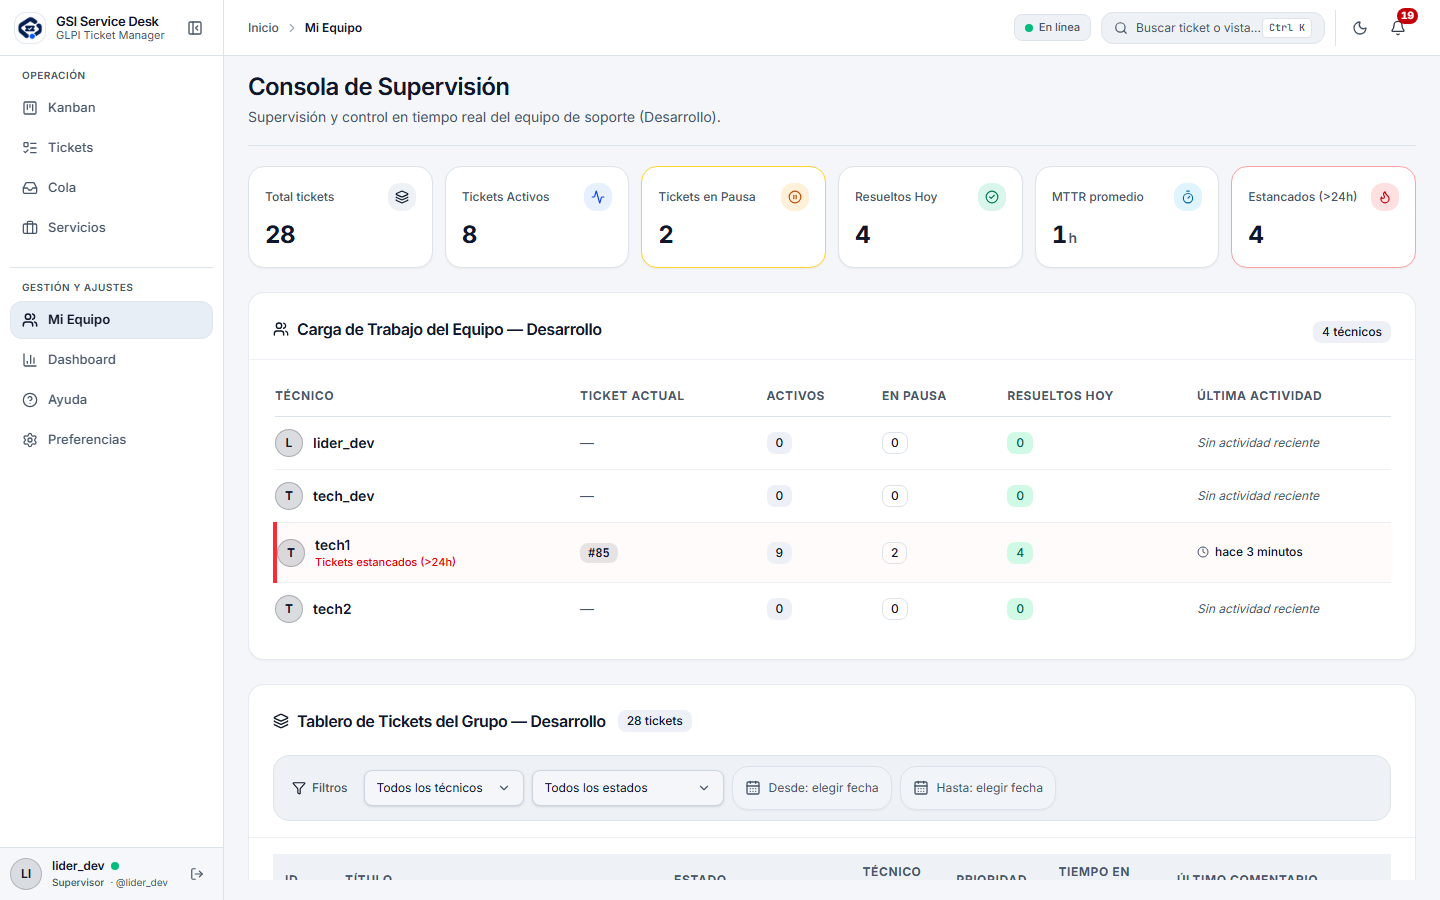 GSI Service Desk
GLPI Ticket Manager
OPERACIÓN
Kanban
Tickets
Cola
Servicios
GESTIÓN Y AJUSTES
Mi Equipo
Dashboard
Ayuda
Preferencias
LI
lider_dev
Supervisor · @lider_dev
Inicio > Mi Equipo
En línea
Buscar ticket o vista... Ctrl K
19
Consola de Supervisión
Supervisión y control en tiempo real del equipo de soporte (Desarrollo).
Total tickets
28
Tickets Activos
8
Tickets en Pausa
2
Resueltos Hoy
4
MTTR promedio
1 h
Estancados (>24h)
4
Carga de Trabajo del Equipo — Desarrollo
4 técnicos
TÉCNICO TICKET ACTUAL ACTIVOS EN PAUSA RESUELTOS HOY ÚLTIMA ACTIVIDAD
L lider_dev — 0 0 0 Sin actividad reciente
T tech_dev — 0 0 0 Sin actividad reciente
T tech1 #85 9 2 4 hace 3 minutos
Tickets estancados (>24h)
T tech2 — 0 0 0 Sin actividad reciente
Tablero de Tickets del Grupo — Desarrollo 28 tickets
Filtros Todos los técnicos Todos los estados Desde: elegir fecha Hasta: elegir fecha
ID TÍTULO ESTADO TÉCNICO PRIORIDAD TIEMPO EN ÚLTIMO COMENTARIO